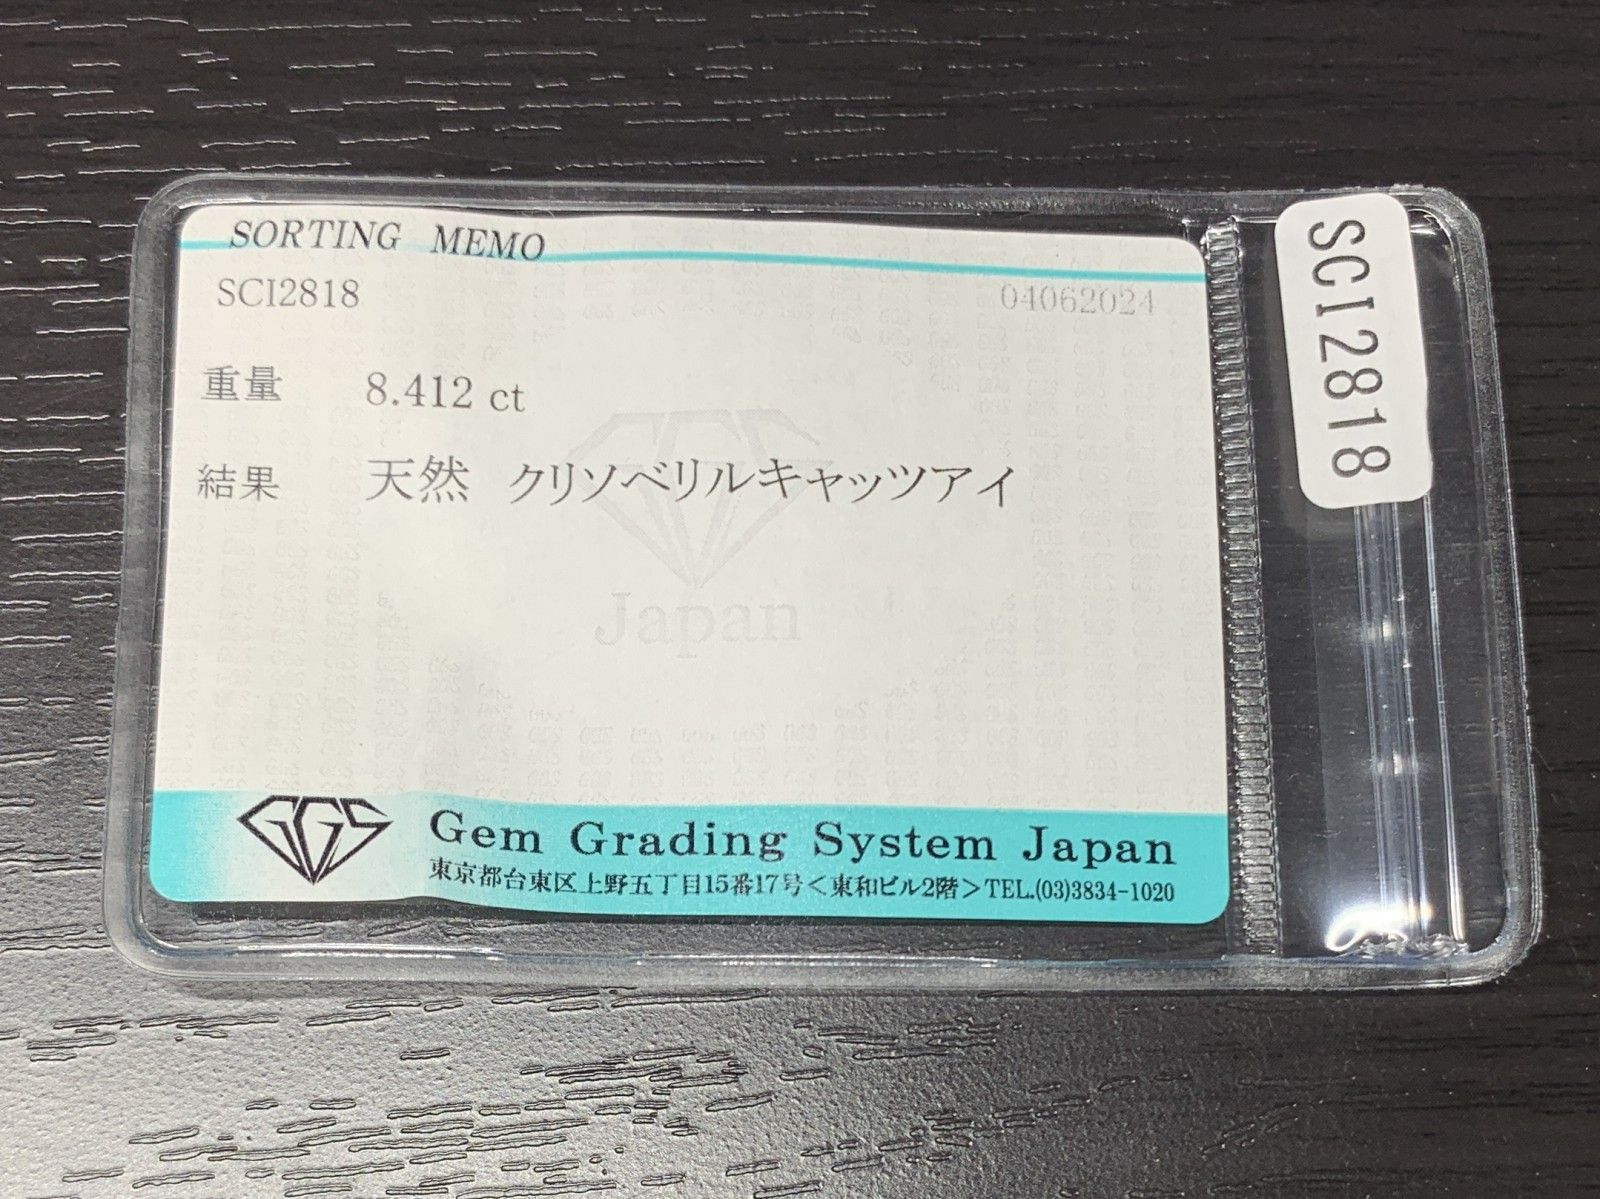 SORTING MEMO
SCI2818 04062024
重量 8.412 ct
結果 天然 クリソベリルキャッツアイ
Japan
GGS Gem Grading System Japan
東京都台東区上野五丁目15番17号<東和ビル2階>TEL.(03)3834-1020
SCI2818